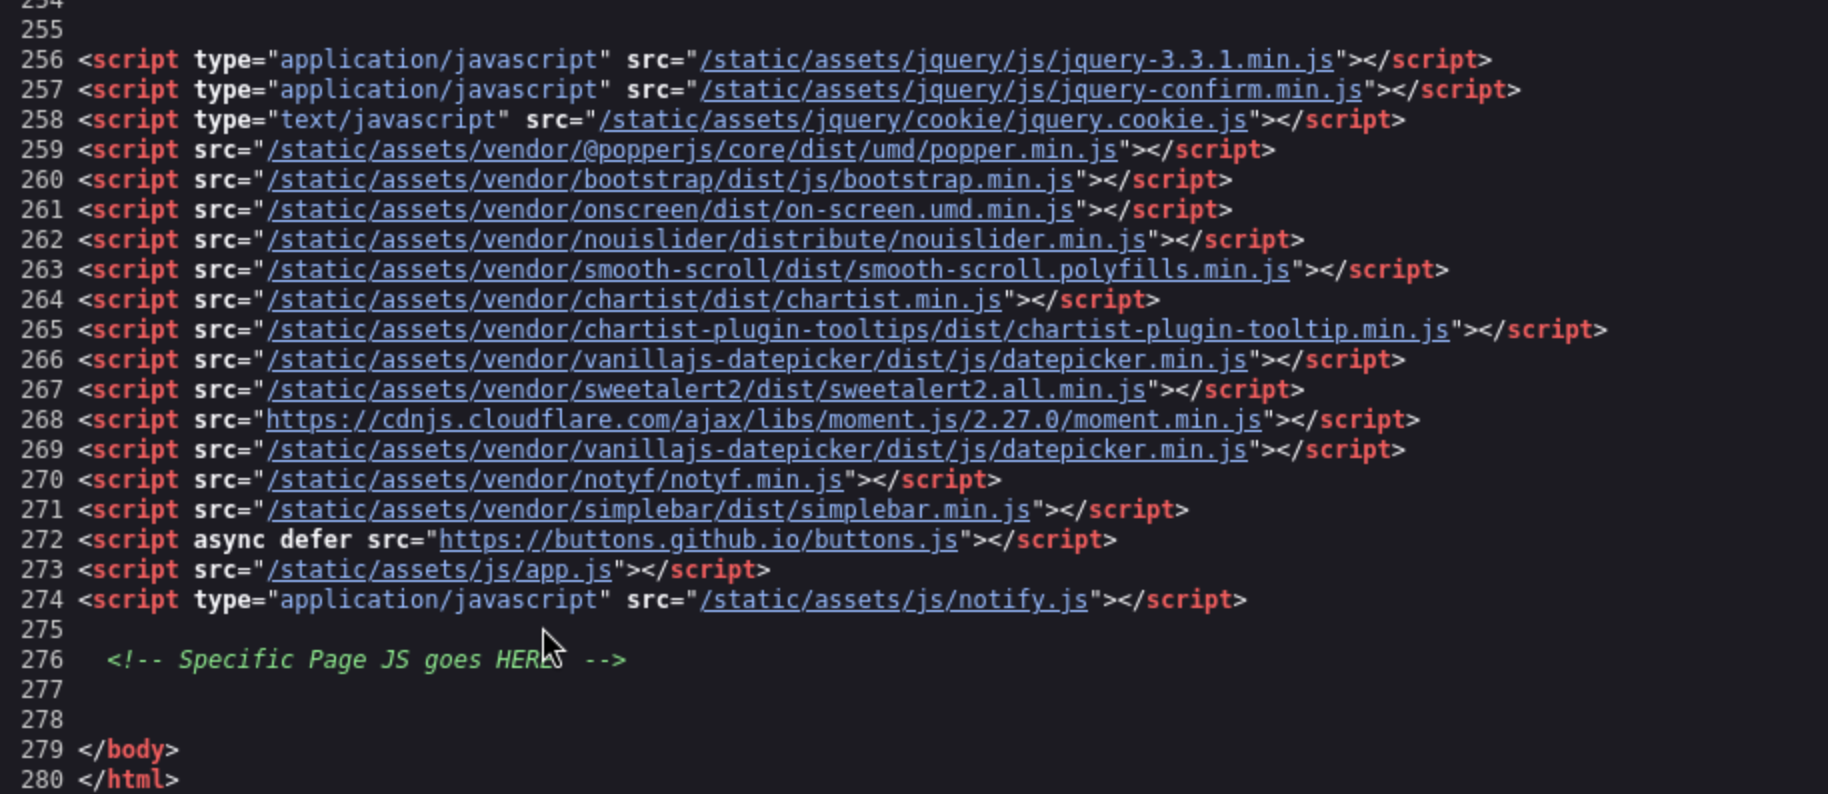 254
255
256 <script type="application/javascript" src="/static/assets/jquery/js/jquery-3.3.1.min.js"></script>
257 <script type="application/javascript" src="/static/assets/jquery/js/jquery-confirm.min.js"></script>
258 <script type="text/javascript" src="/static/assets/jquery/cookie/jquery.cookie.js"></script>
259 <script src="/static/assets/vendor/@popperjs/core/dist/umd/popper.min.js"></script>
260 <script src="/static/assets/vendor/bootstrap/dist/js/bootstrap.min.js"></script>
261 <script src="/static/assets/vendor/onscreen/dist/on-screen.umd.min.js"></script>
262 <script src="/static/assets/vendor/nouislider/distribute/nouislider.min.js"></script>
263 <script src="/static/assets/vendor/smooth-scroll/dist/smooth-scroll.polyfills.min.js"></script>
264 <script src="/static/assets/vendor/chartist/dist/chartist.min.js"></script>
265 <script src="/static/assets/vendor/chartist-plugin-tooltips/dist/chartist-plugin-tooltip.min.js"></script>
266 <script src="/static/assets/vendor/vanillajs-datepicker/dist/js/datepicker.min.js"></script>
267 <script src="/static/assets/vendor/sweetalert2/dist/sweetalert2.all.min.js"></script>
268 <script src="https://cdnjs.cloudflare.com/ajax/libs/moment.js/2.27.0/moment.min.js"></script>
269 <script src="/static/assets/vendor/vanillajs-datepicker/dist/js/datepicker.min.js"></script>
270 <script src="/static/assets/vendor/notyf/notyf.min.js"></script>
271 <script src="/static/assets/vendor/simplebar/dist/simplebar.min.js"></script>
272 <script async defer src="https://buttons.github.io/buttons.js"></script>
273 <script src="/static/assets/js/app.js"></script>
274 <script type="application/javascript" src="/static/assets/js/notify.js"></script>
275
276 <!-- Specific Page JS goes HERE -->
277
278
279 </body>
280 </html>